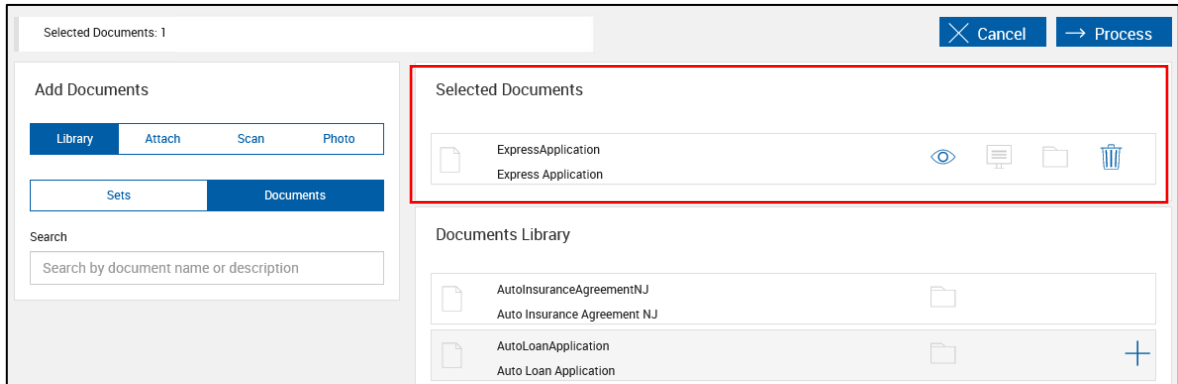 Selected Documents: 1
Cancel
Process
Add Documents
Library
Attach
Scan
Photo
Sets
Documents
Search
Search by document name or description
Selected Documents
ExpressApplication
Express Application
Documents Library
AutoInsuranceAgreementNJ
Auto Insurance Agreement NJ
AutoLoanApplication
Auto Loan Application